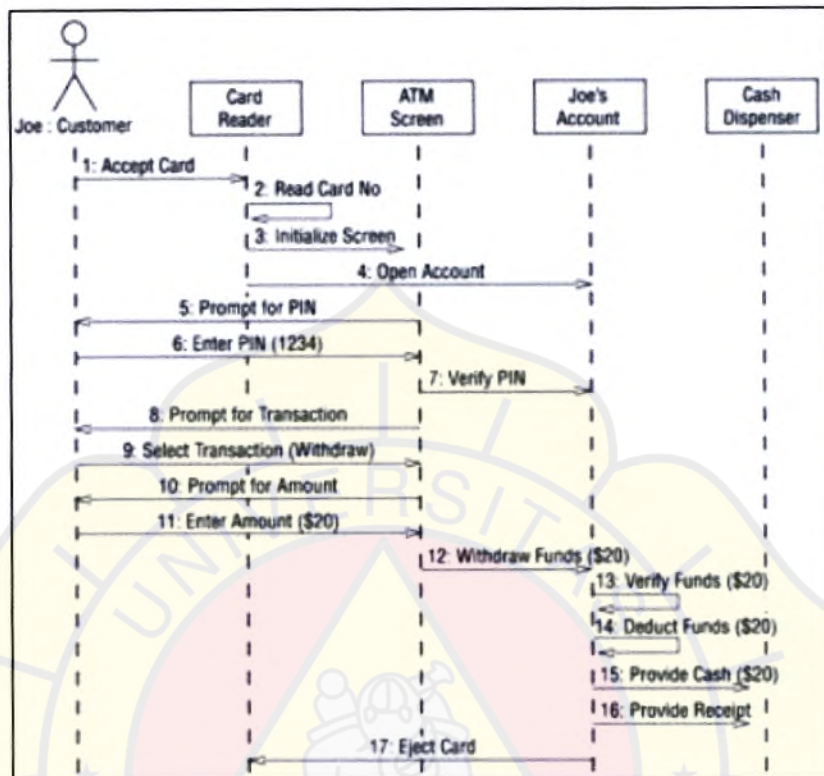 Joe : Customer
Card
Reader
ATM
Screen
Joe's
Account
Cash
Dispenser
1: Accept Card
2: Read Card No
3: Initialize Screen
4: Open Account
5: Prompt for PIN
6: Enter PIN (1234)
7: Verify PIN
8: Prompt for Transaction
9: Select Transaction (Withdraw)
10: Prompt for Amount
11: Enter Amount ($20)
12: Withdraw Funds ($20)
13: Verify Funds ($20)
14: Deduct Funds ($20)
15: Provide Cash ($20)
16: Provide Receipt
17: Eject Card
UNIVERSITAS